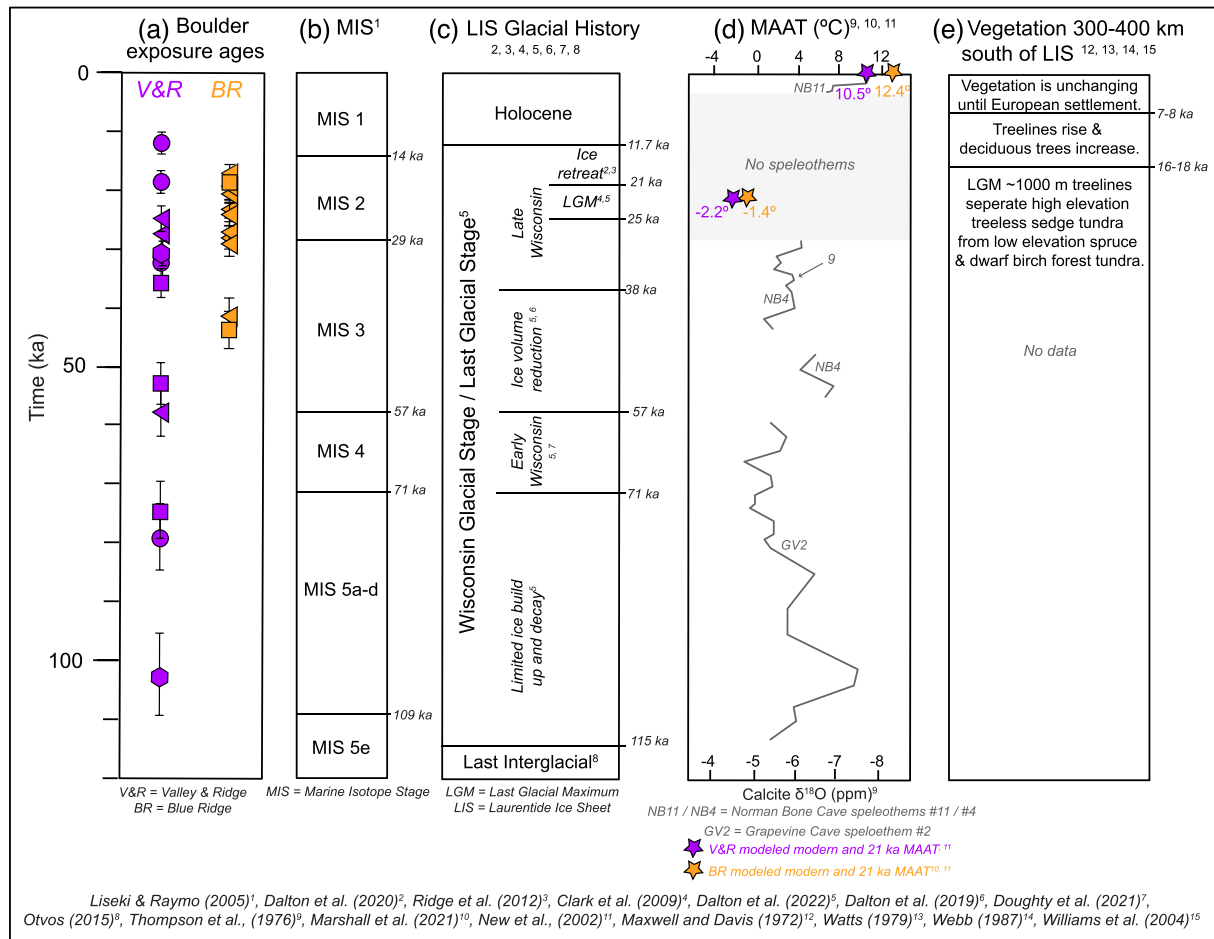 (a) Boulder
exposure ages
(b) MIS¹
(c) LIS Glacial History
2, 3, 4, 5, 6, 7, 8
(d) MAAT (ºC)⁹, ¹⁰, ¹¹
(e) Vegetation 300-400 km
south of LIS ¹², ¹³, ¹⁴, ¹⁵
V&R
BR
0
50
100
Time (ka)
MIS 1
14 ka
MIS 2
29 ka
MIS 3
57 ka
MIS 4
71 ka
MIS 5a-d
109 ka
MIS 5e
Wisconsin Glacial Stage / Last Glacial Stage⁵
Holocene
11.7 ka
Ice
retreat²,³
21 ka
LGM⁴,⁵
25 ka
Late
Wisconsin
38 ka
Ice volume
reduction ⁵, ⁶
57 ka
Early
Wisconsin
5, 7
71 ka
Limited ice build
up and decay⁵
115 ka
Last Interglacial⁸
-4 0 4 8 12
NB11
10.5º
12.4º
No speleothems
-2.2º
-1.4º
9
NB4
NB4
GV2
-4 -5 -6 -7 -8
Calcite δ¹⁸O (ppm)⁹
Vegetation is unchanging
until European settlement.
7-8 ka
Treelines rise &
deciduous trees increase.
16-18 ka
LGM ~1000 m treelines
seperate high elevation
treeless sedge tundra
from low elevation spruce
& dwarf birch forest tundra.
No data
V&R = Valley & Ridge
BR = Blue Ridge
MIS = Marine Isotope Stage
LGM = Last Glacial Maximum
LIS = Laurentide Ice Sheet
NB11 / NB4 = Norman Bone Cave speleothems #11 / #4
GV2 = Grapevine Cave speloethem #2
V&R modeled modern and 21 ka MAAT¹¹
BR modeled modern and 21 ka MAAT¹⁰, ¹¹
Liseki & Raymo (2005)¹, Dalton et al. (2020)², Ridge et al. (2012)³, Clark et al. (2009)⁴, Dalton et al. (2022)⁵, Dalton et al. (2019)⁶, Doughty et al. (2021)⁷,
Otvos (2015)⁸, Thompson et al., (1976)⁹, Marshall et al. (2021)¹⁰, New et al., (2002)¹¹, Maxwell and Davis (1972)¹², Watts (1979)¹³, Webb (1987)¹⁴, Williams et al. (2004)¹⁵